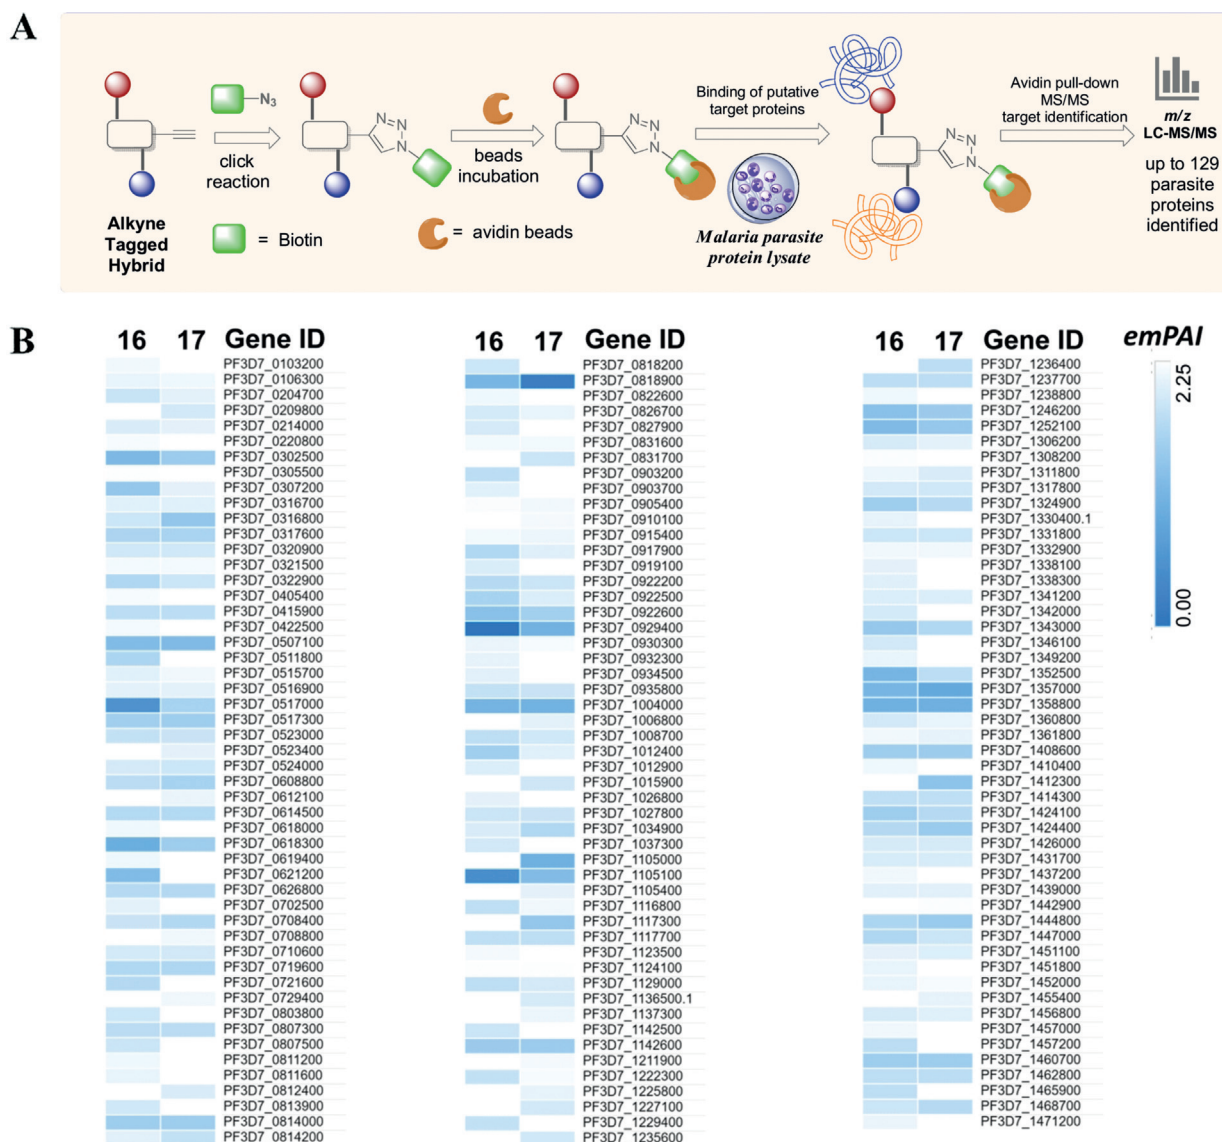 A
N₃
click
reaction
Alkyne
Tagged
Hybrid
= Biotin
N
N
N
beads
incubation
= avidin beads
N
N
N
Binding of putative
target proteins
Malaria parasite
protein lysate
N
N
N
Avidin pull-down
MS/MS
target identification
m/z
LC-MS/MS
up to 129
parasite
proteins
identified
B
16 17 Gene ID
PF3D7_0103200
PF3D7_0106300
PF3D7_0204700
PF3D7_0209800
PF3D7_0214000
PF3D7_0220800
PF3D7_0302500
PF3D7_0305500
PF3D7_0307200
PF3D7_0316700
PF3D7_0316800
PF3D7_0317600
PF3D7_0320900
PF3D7_0321500
PF3D7_0322900
PF3D7_0405400
PF3D7_0415900
PF3D7_0422500
PF3D7_0507100
PF3D7_0511800
PF3D7_0515700
PF3D7_0516900
PF3D7_0517000
PF3D7_0517300
PF3D7_0523000
PF3D7_0523400
PF3D7_0524000
PF3D7_0608800
PF3D7_0612100
PF3D7_0614500
PF3D7_0618000
PF3D7_0618300
PF3D7_0619400
PF3D7_0621200
PF3D7_0626800
PF3D7_0702500
PF3D7_0708400
PF3D7_0708800
PF3D7_0710600
PF3D7_0719600
PF3D7_0721600
PF3D7_0729400
PF3D7_0803800
PF3D7_0807300
PF3D7_0807500
PF3D7_0811200
PF3D7_0811600
PF3D7_0812400
PF3D7_0813900
PF3D7_0814000
PF3D7_0814200
16 17 Gene ID
PF3D7_0818200
PF3D7_0818900
PF3D7_0822600
PF3D7_0826700
PF3D7_0827900
PF3D7_0831600
PF3D7_0831700
PF3D7_0903200
PF3D7_0903700
PF3D7_0905400
PF3D7_0910100
PF3D7_0915400
PF3D7_0917900
PF3D7_0919100
PF3D7_0922200
PF3D7_0922500
PF3D7_0922600
PF3D7_0929400
PF3D7_0930300
PF3D7_0932300
PF3D7_0934500
PF3D7_0935800
PF3D7_1004000
PF3D7_1006800
PF3D7_1008700
PF3D7_1012400
PF3D7_1012900
PF3D7_1015900
PF3D7_1026800
PF3D7_1027800
PF3D7_1034900
PF3D7_1037300
PF3D7_1105000
PF3D7_1105100
PF3D7_1105400
PF3D7_1116800
PF3D7_1117300
PF3D7_1117700
PF3D7_1123500
PF3D7_1124100
PF3D7_1129000
PF3D7_1136500.1
PF3D7_1137300
PF3D7_1142500
PF3D7_1142600
PF3D7_1211900
PF3D7_1222300
PF3D7_1225800
PF3D7_1227100
PF3D7_1229400
PF3D7_1235600
16 17 Gene ID
PF3D7_1236400
PF3D7_1237700
PF3D7_1238800
PF3D7_1246200
PF3D7_1252100
PF3D7_1306200
PF3D7_1308200
PF3D7_1311800
PF3D7_1317800
PF3D7_1324900
PF3D7_1330400.1
PF3D7_1331800
PF3D7_1332900
PF3D7_1338100
PF3D7_1338300
PF3D7_1341200
PF3D7_1342000
PF3D7_1343000
PF3D7_1346100
PF3D7_1349200
PF3D7_1352500
PF3D7_1357000
PF3D7_1358800
PF3D7_1360800
PF3D7_1361800
PF3D7_1408600
PF3D7_1410400
PF3D7_1412300
PF3D7_1414300
PF3D7_1424100
PF3D7_1424400
PF3D7_1426000
PF3D7_1431700
PF3D7_1437200
PF3D7_1439000
PF3D7_1442900
PF3D7_1444800
PF3D7_1447000
PF3D7_1451100
PF3D7_1451800
PF3D7_1452000
PF3D7_1455400
PF3D7_1456800
PF3D7_1457000
PF3D7_1457200
PF3D7_1460700
PF3D7_1462800
PF3D7_1465900
PF3D7_1468700
PF3D7_1471200
emPAI
2.25
0.00